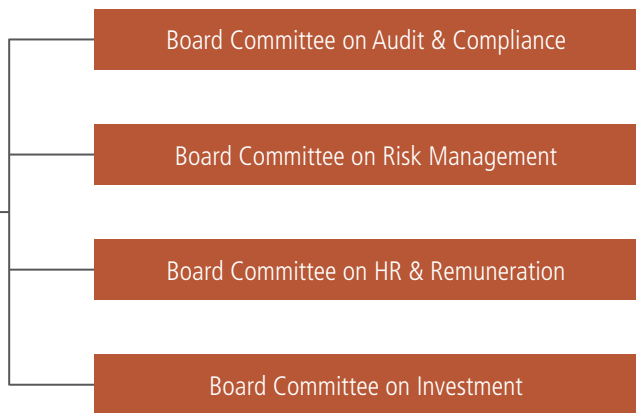 Board Committee on Audit & Compliance
Board Committee on Risk Management
Board Committee on HR & Remuneration
Board Committee on Investment